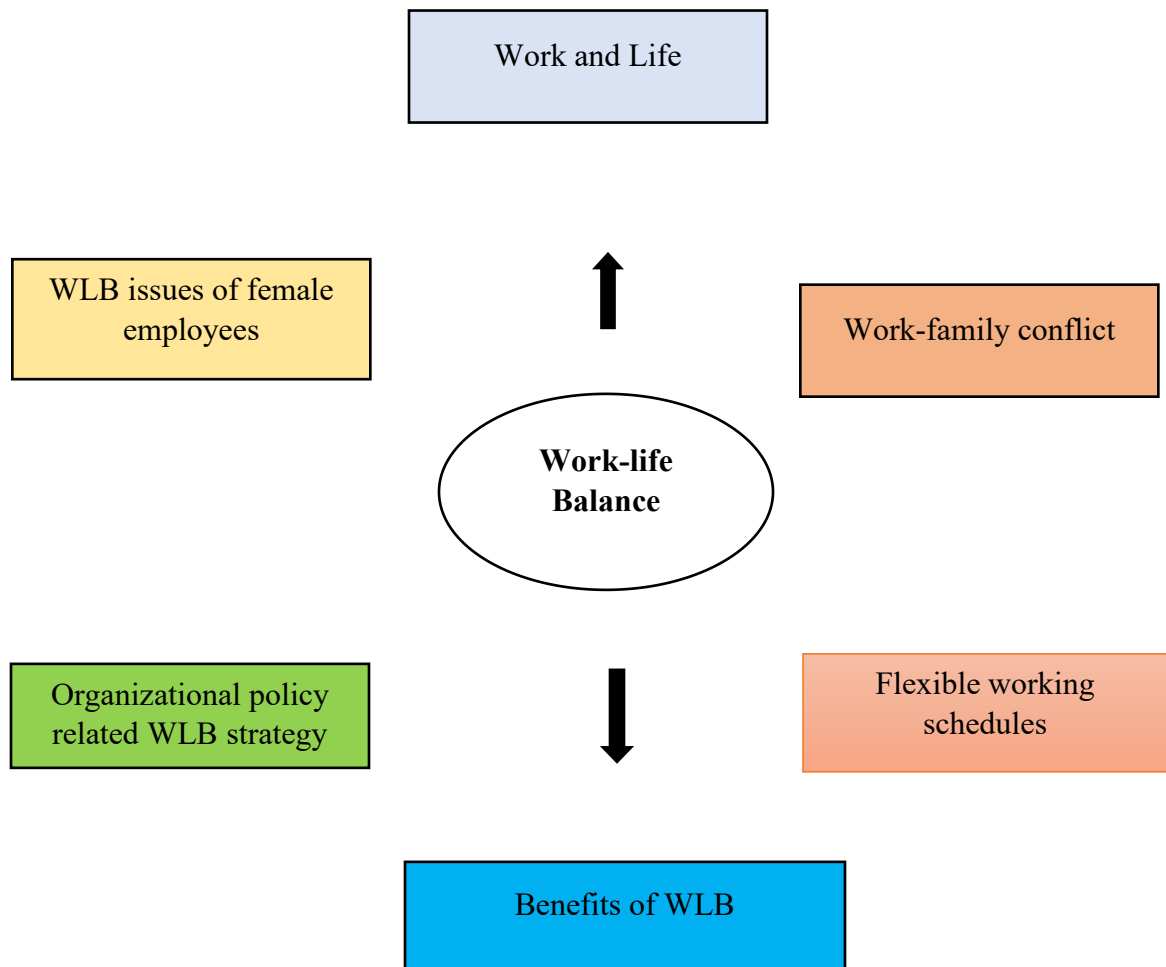 Work and Life
WLB issues of female
employees
Work-family conflict
Work-life
Balance
Organizational policy
related WLB strategy
Flexible working
schedules
Benefits of WLB